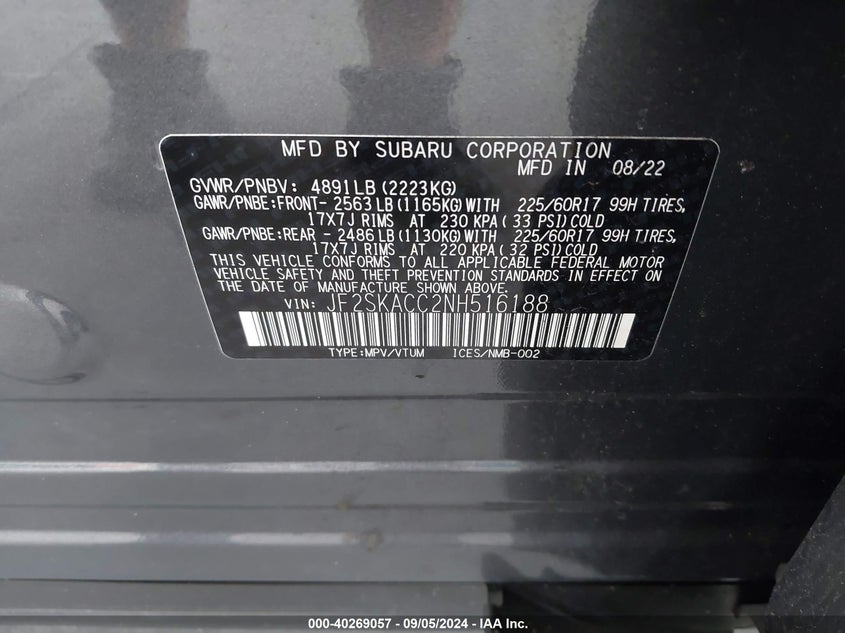 MFD BY SUBARU CORPORATION
MFD IN 08/22
GVWR/PNBV: 4891LB(2223KG)
GAWR/PNBE:FRONT- 2563LB(1165KG)WITH 225/60R17 99H TIRES,
17X7J RIMS AT 230 KPA( 33 PSI)COLD
GAWR/PNBE:REAR - 2486LB(1130KG)WITH 225/60R17 99H TIRES,
17X7J RIMS AT 220 KPA( 32 PSI)COLD
THIS VEHICLE CONFORMS TO ALL APPLICABLE FEDERAL MOTOR
VEHICLE SAFETY AND THEFT PREVENTION STANDARDS IN EFFECT ON
THE DATE OF MANUFACTURE SHOWN ABOVE.
VIN: JF2SKACC2NH516188
TYPE:MPV/VTUM ICES/NMB-002
000-40269057 - 09/05/2024 - IAA Inc.